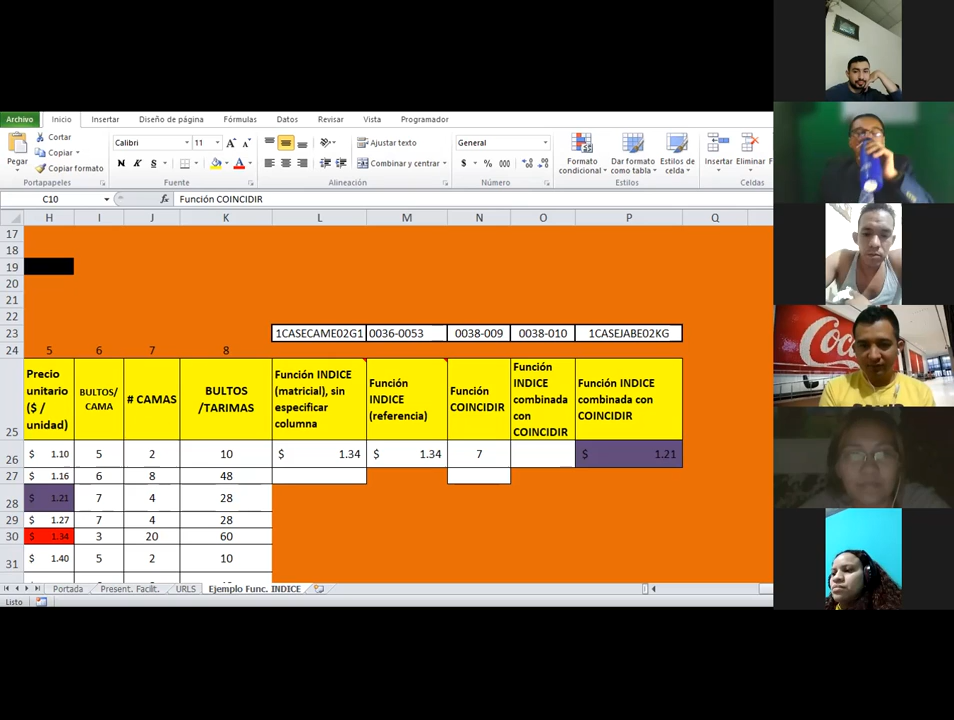 Archivo Inicio Insertar Diseño de página Fórmulas Datos Revisar Vista Programador
Cortar
Copiar
Copiar formato
Pegar
Portapapeles
Calibri 11
N K S
Fuente
Ajustar texto
Combinar y centrar
Alineación
General
$ % 000
Número
Formato condicional
Dar formato como tabla
Estilos de celda
Estilos
Insertar Eliminar
C10 fx Función COINCIDIR
H I J K L M N O P Q
17
18
19
20
21
22
23 1CASECAME02G1 0036-0053 0038-009 0038-010 1CASEJABE02KG
24 5 6 7 8
25
Precio unitario ($ / unidad)
BULTOS/ CAMA
# CAMAS
BULTOS /TARIMAS
Función INDICE (matricial), sin especificar columna
Función INDICE (referencia)
Función COINCIDIR
Función INDICE combinada con COINCIDIR
Función INDICE combinada con COINCIDIR
26 $ 1.10 5 2 10 $ 1.34 $ 1.34 7 $ 1.21
27 $ 1.16 6 8 48
28 $ 1.21 7 4 28
29 $ 1.27 7 4 28
30 $ 1.34 3 20 60
31 $ 1.40 5 2 10
Portada Present. Facilit. URLS Ejemplo Func. INDICE
Listo